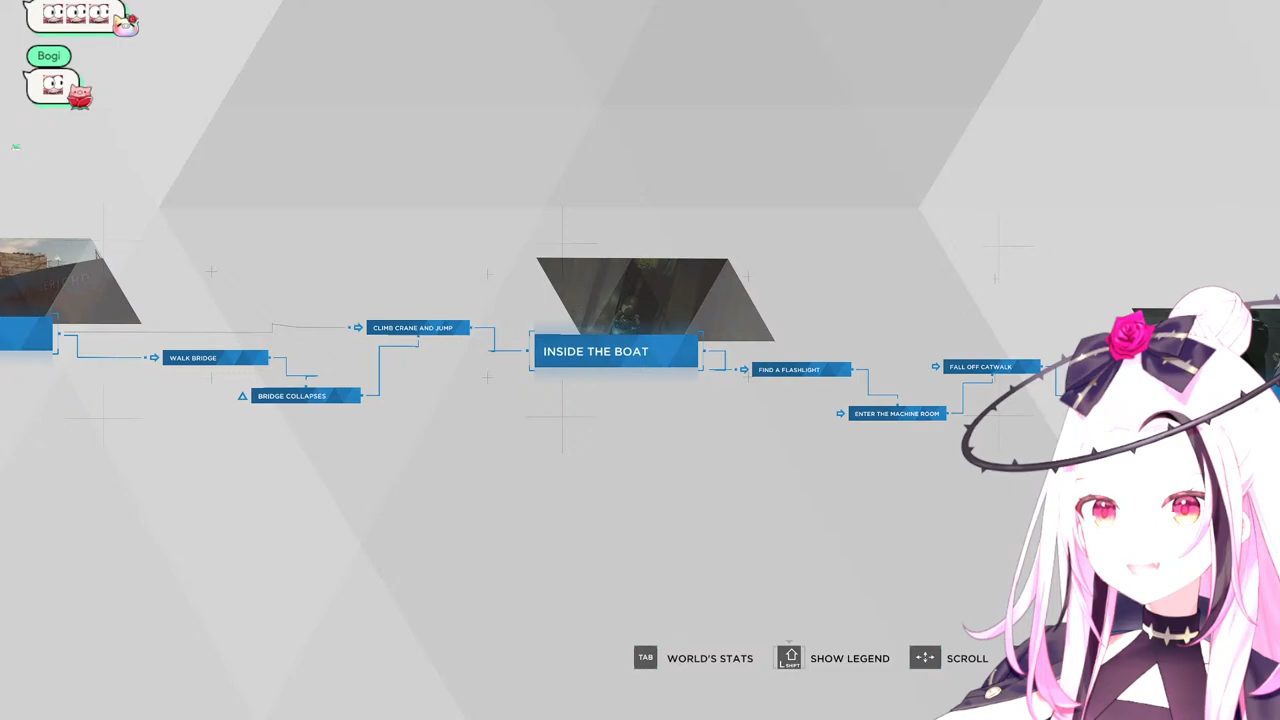 Bogi
CLIMB CRANE AND JUMP
WALK BRIDGE
BRIDGE COLLAPSES
INSIDE THE BOAT
FIND A FLASHLIGHT
FALL OFF CATWALK
ENTER THE MACHINE ROOM
TAB WORLD'S STATS
L SHIFT SHOW LEGEND
SCROLL